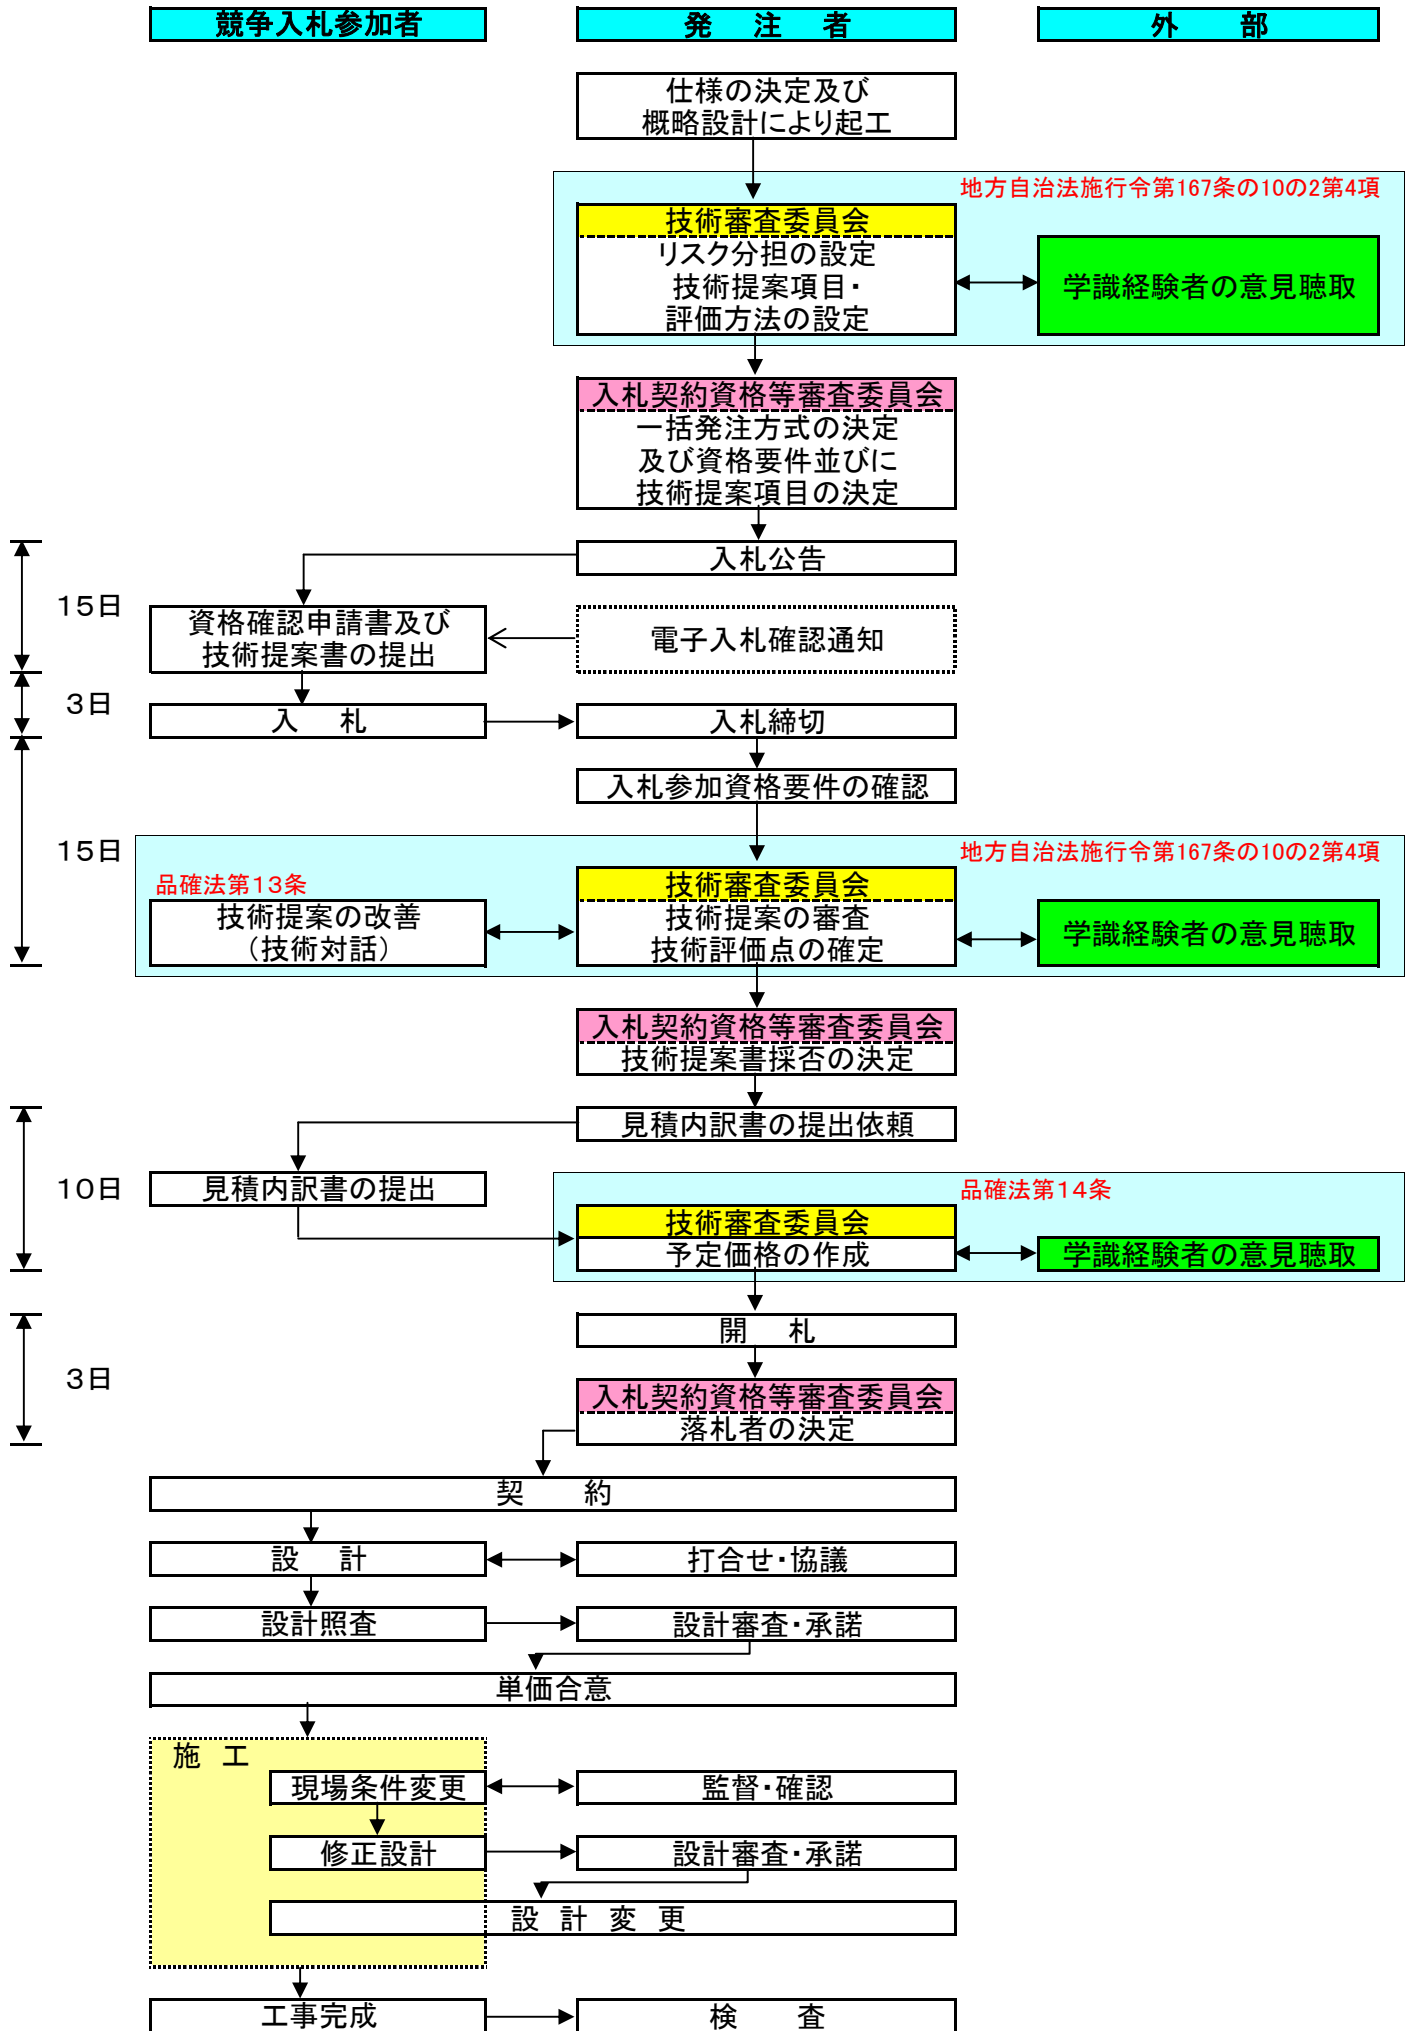 競争入札参加者
発　注　者
外　　部
仕様の決定及び
概略設計により起工
地方自治法施行令第167条の10の2第4項
技術審査委員会
リスク分担の設定
技術提案項目・
評価方法の設定
学識経験者の意見聴取
入札契約資格等審査委員会
一括発注方式の決定
及び資格要件並びに
技術提案項目の決定
入札公告
15日
資格確認申請書及び
技術提案書の提出
電子入札確認通知
3日
入　札
入札締切
入札参加資格要件の確認
15日
地方自治法施行令第167条の10の2第4項
品確法第13条
技術提案の改善
（技術対話）
技術審査委員会
技術提案の審査
技術評価点の確定
学識経験者の意見聴取
入札契約資格等審査委員会
技術提案書採否の決定
見積内訳書の提出依頼
10日
見積内訳書の提出
品確法第14条
技術審査委員会
予定価格の作成
学識経験者の意見聴取
開　札
3日
入札契約資格等審査委員会
落札者の決定
契　　約
設　計
打合せ・協議
設計照査
設計審査・承諾
単価合意
施　工
現場条件変更
監督・確認
修正設計
設計審査・承諾
設　計　変　更
工事完成
検　　査